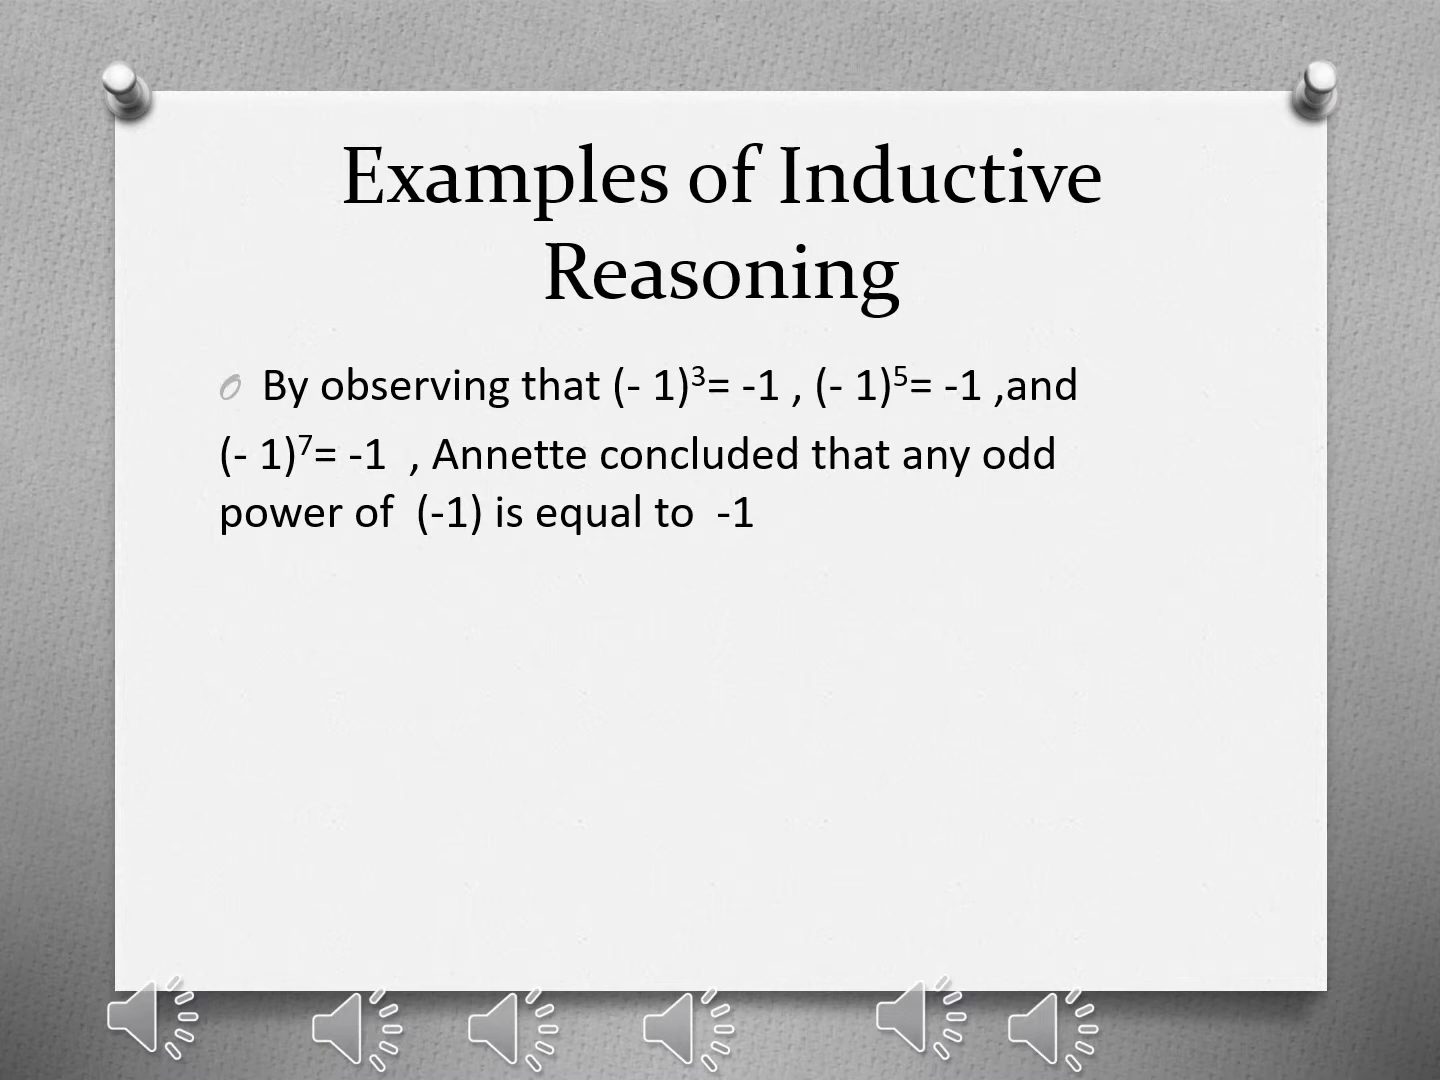 Examples of Inductive
Reasoning
O By observing that (- 1)³= -1 , (- 1)⁵= -1 ,and
(- 1)⁷= -1  , Annette concluded that any odd
power of  (-1) is equal to  -1